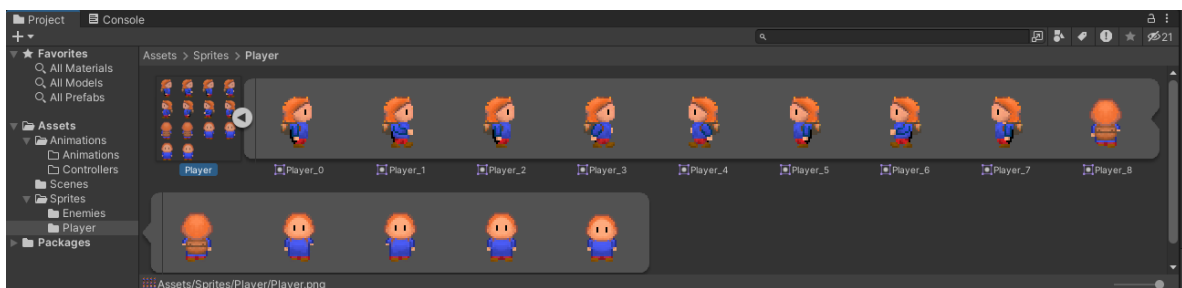 Project Console
21
Favorites
All Materials
All Models
All Prefabs
Assets
Animations
Animations
Controllers
Scenes
Sprites
Enemies
Player
Packages
Assets > Sprites > Player
Player Player_0 Player_1 Player_2 Player_3 Player_4 Player_5 Player_6 Player_7 Player_8
Assets/Sprites/Player/Player.png